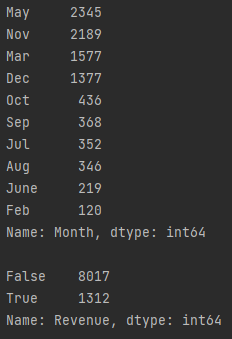 May     2345
Nov     2189
Mar     1577
Dec     1377
Oct      436
Sep      368
Jul      352
Aug      346
June     219
Feb      120
Name: Month, dtype: int64

False    8017
True     1312
Name: Revenue, dtype: int64